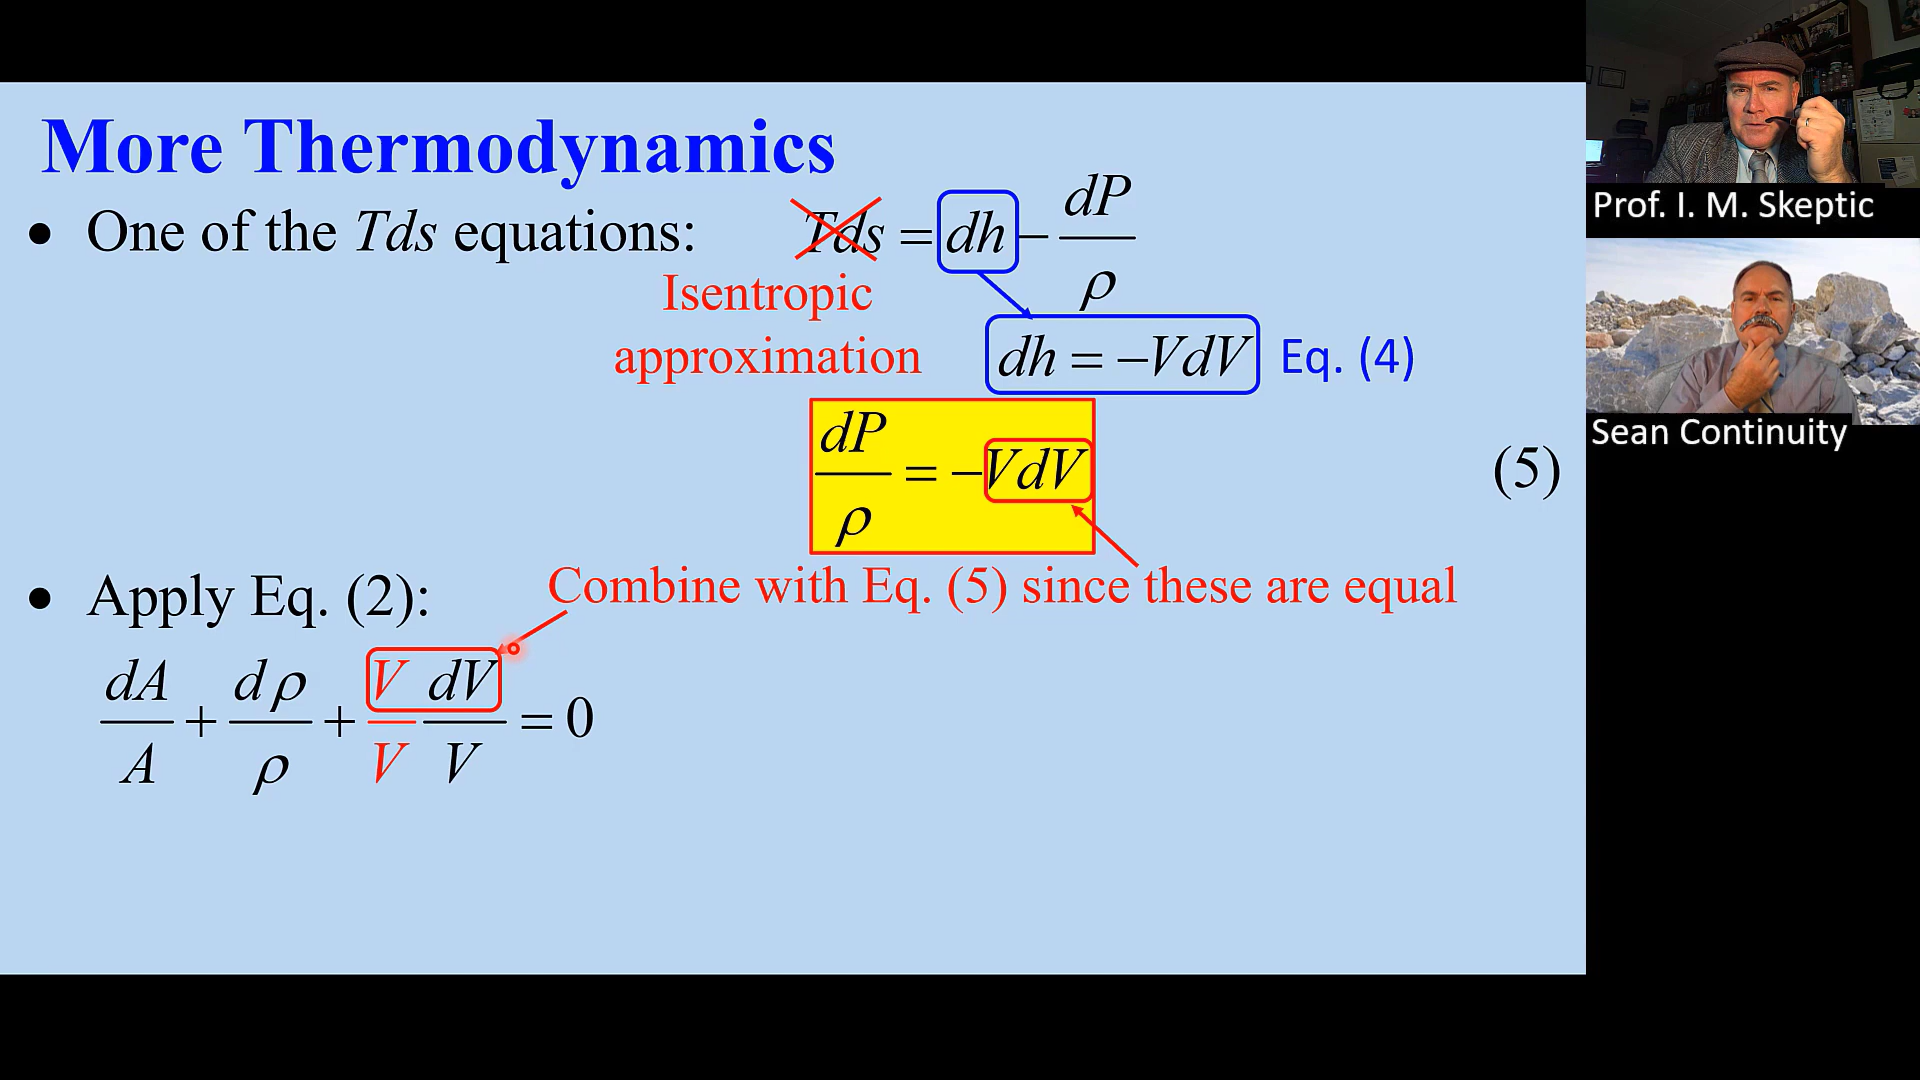 More Thermodynamics
• One of the Tds equations: Tds = dh − dP/ρ
Isentropic
approximation
dh = −VdV Eq. (4)
dP/ρ = −VdV (5)
• Apply Eq. (2):
Combine with Eq. (5) since these are equal
dA/A + dρ/ρ + V/V dV/V = 0
Prof. I. M. Skeptic
Sean Continuity